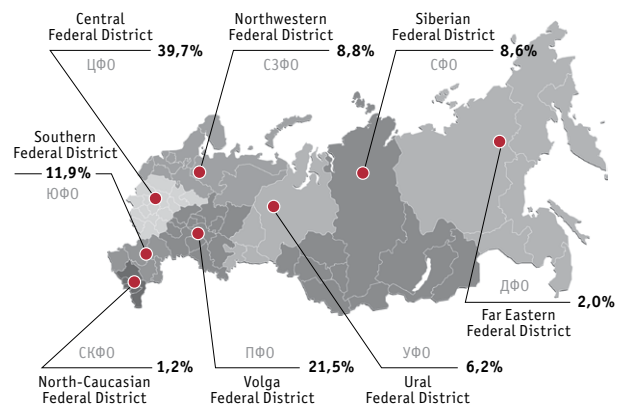 Central
Federal District
39,7%
ЦФО
Northwestern
Federal District
8,8%
СЗФО
Siberian
Federal District
8,6%
СФО
Southern
Federal District
11,9%
ЮФО
ДФО
2,0%
Far Eastern
Federal District
СКФО
1,2%
North-Caucasian
Federal District
ПФО
21,5%
Volga
Federal District
УФО
6,2%
Ural
Federal District